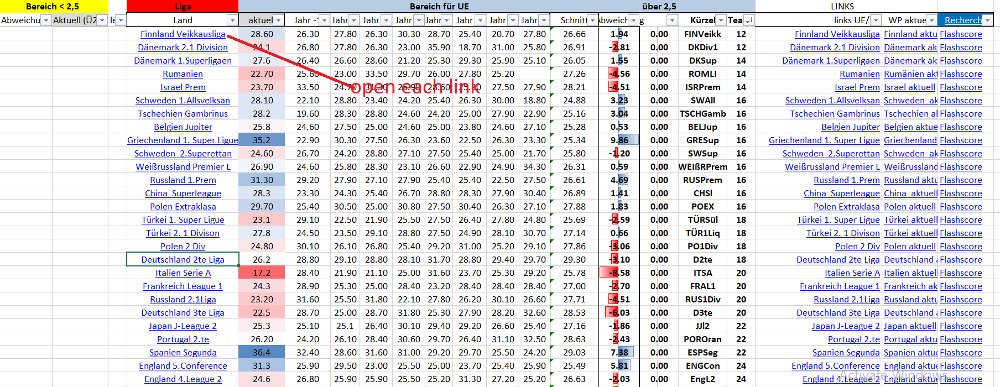 Bereich < 2,5 Liga Bereich für UE über 2,5 LINKS
Abweichu Aktuell (Ü2 le Land aktuel Jahr -1 Jahr Jahr Jahr Jahr Jahr Jahr Jahr Schnitt Abweich g Kürzel Tea links UE/ WP aktue Recherch
Finnland Veikkausliga 28.60 26.30 27.80 26.30 30.30 28.70 25.40 20.70 27.80 26.66 1.94 0.00 FINVeikk 12 Finnland Veikkausliga Finnland aktu Flashscore
Dänemark 2.1 Division 24.1 26.80 27.80 26.30 23.00 35.90 18.70 31.00 25.80 26.91 -2.81 0.00 DKDiv1 12 Dänemark 2.1 Division Dänemark ak Flashscore
Dänemark 1.Superligaen 27.6 26.40 26.60 28.60 21.20 25.30 29.30 25.90 25.10 26.05 1.55 0.00 DKSup 14 Dänemark 1.Superligaen Dänemark ak Flashscore
Rumanien 22.70 25.60 23.00 33.50 29.70 26.00 27.80 25.20 27.26 -4.56 0.00 ROMLI 14 Rumanien Rumänien akt Flashscore
open each link
Israel Prem 23.70 33.50 27.50 27.90 28.21 -4.51 0.00 ISRPrem 14 Israel Prem Israel aktuell Flashscore
Schweden 1.Allsvelksan 28.10 22.10 28.80 23.40 24.20 25.40 26.30 30.00 18.80 24.88 3.23 0.00 SWAll 16 Schweden 1.Allsvelksan Schweden ak Flashscore
Tschechien Gambrinus 28.2 19.60 28.30 28.80 24.60 24.20 25.00 27.90 22.90 25.16 3.04 0.00 TSCHGamb 16 Tschechien Gambrinus Tschechien al Flashscore
Belgien Jupiter 25.8 24.60 27.50 25.00 24.60 25.00 23.80 24.60 27.10 25.28 0.53 0.00 BELJup 16 Belgien Jupiter Belgien aktue Flashscore
Griechenland 1. Super Ligue 35.2 22.90 30.30 27.50 26.30 23.60 22.50 26.30 23.30 25.34 9.86 0.00 GRESup 16 Griechenland 1. Super Ligue Griechenland Flashscore
Schweden 2.Superettan 24.60 26.70 24.20 28.80 27.10 27.50 25.40 25.00 21.70 25.80 -1.20 0.00 SWSup 16 Schweden 2.Superettan Schweden ak Flashscore
Weißrussland Premier L 26.90 24.60 25.80 28.30 23.10 26.60 22.90 24.90 34.30 26.31 0.59 0.00 WEIßRPrem 16 Weißrussland Premier L Weißrussland Flashscore
Russland 1.Prem 31.30 29.20 27.90 27.10 27.90 25.40 25.40 22.50 27.50 26.61 4.69 0.00 RUSPrem 16 Russland 1.Prem Russland aktu Flashscore
China Superleague 28.3 23.30 24.30 25.40 26.70 28.80 28.30 27.90 30.40 26.89 1.41 0.00 CHSl 16 China Superleague China aktuell Flashscore
Polen Extraklasa 29.70 25.40 30.50 25.00 30.80 27.50 30.40 26.30 27.10 27.88 1.83 0.00 POEX 16 Polen Extraklasa Polen aktuell Flashscore
Türkei 1. Super Ligue 23.1 29.10 22.50 21.90 25.50 27.50 26.40 27.80 24.80 25.69 -2.59 0.00 TÜRSül 18 Türkei 1. Super Ligue Türkei aktuell Flashscore
Türkei 2. 1 Divison 27.8 24.50 23.50 29.10 28.80 27.50 24.90 28.10 30.70 27.14 0.66 0.00 TÜR1Liq 18 Türkei 2. 1 Divison Türkei aktuell Flashscore
Polen 2 Div 24.80 30.10 26.10 26.80 25.40 29.20 31.00 25.20 29.10 27.86 -3.06 0.00 PO1Div 18 Polen 2 Div Polen aktuell Flashscore
Deutschland 2te Liga 26.2 28.80 29.10 28.80 28.10 31.70 28.80 29.40 29.70 29.30 -3.10 0.00 D2te 18 Deutschland 2te Liga Deutschland a Flashscore
Italien Serie A 17.2 28.40 21.90 21.10 25.00 31.60 23.70 25.30 29.20 25.78 -8.58 0.00 ITSA 20 Italien Serie A Italien aktuel Flashscore
Frankreich League 1 24.3 28.90 25.30 25.00 28.40 23.20 28.40 28.40 28.40 27.00 -2.70 0.00 FRAL1 20 Frankreich League 1 Frankreich ak Flashscore
Russland 2.1Liga 23.20 31.60 25.50 31.80 22.10 27.80 26.20 30.10 26.60 27.71 -4.51 0.00 RUS1Div 20 Russland 2.1Liga Russland aktu Flashscore
Deutschland 3te Liga 22.5 28.70 25.00 28.70 31.80 25.30 27.90 28.20 32.60 28.53 -6.03 0.00 D3te 20 Deutschland 3te Liga Deutschland a Flashscore
Japan J-League 2 25.3 25.10 25.1 26.40 30.10 29.40 29.20 26.60 25.40 27.16 -1.86 0.00 JJl2 22 Japan J-League 2 Japan aktuell Flashscore
Portugal 2.te 26.20 24.20 26.10 28.40 30.60 29.70 26.40 31.10 32.50 28.63 -2.43 0.00 POROran 22 Portugal 2.te Portugal aktu Flashscore
Spanien Segunda 36.4 32.40 28.60 31.60 31.00 29.20 29.70 25.50 24.20 29.03 7.38 0.00 ESPSeg 22 Spanien Segunda Spanien aktue Flashscore
England 5.Conference 31.3 25.90 29.50 23.00 25.50 25.00 23.70 25.40 25.90 25.49 5.81 0.00 ENGCon 24 England 5.Conference England aktue Flashscore
England 4.League 2 24.6 26.80 25.90 25.90 25.50 25.20 31.30 27.20 25.20 26.63 -2.03 0.00 EngL2 24 England 4.League 2 England aktue Flashscore
Activate Windows